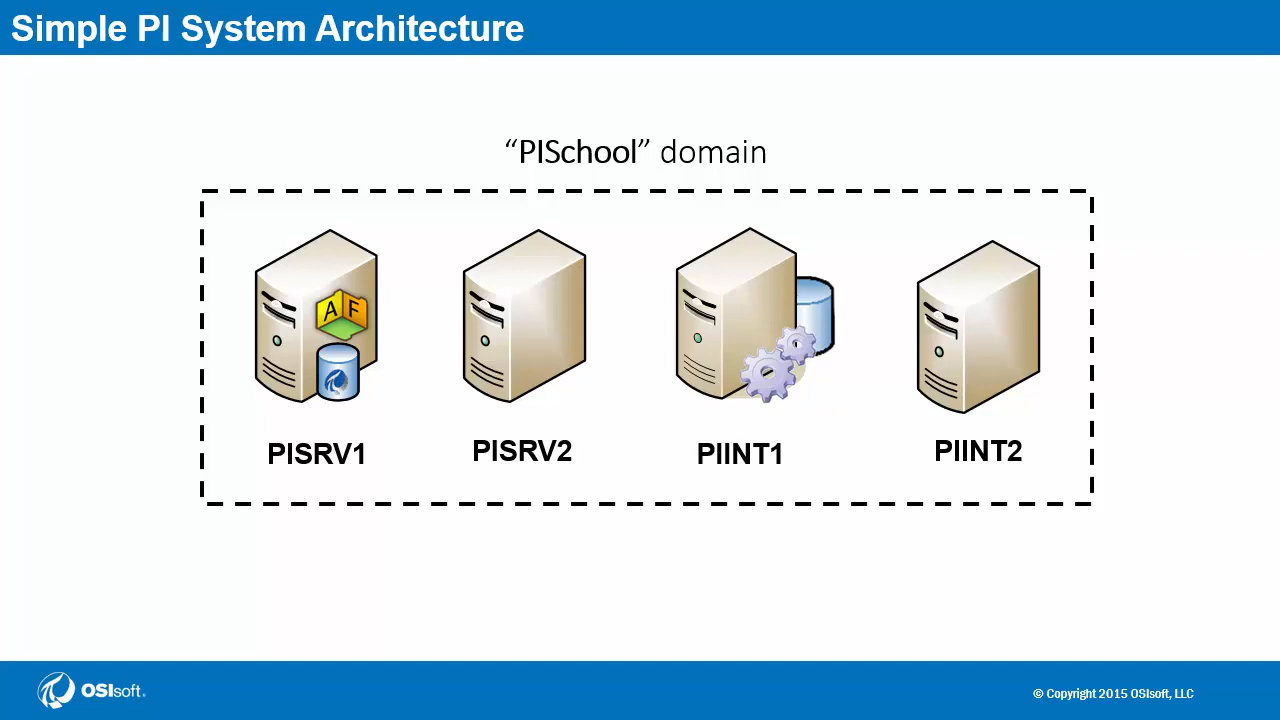 Simple PI System Architecture
“PISchool” domain
A F
PISRV1
PISRV2
PIINT1
PIINT2
OSIsoft.
© Copyright 2015 OSIsoft, LLC